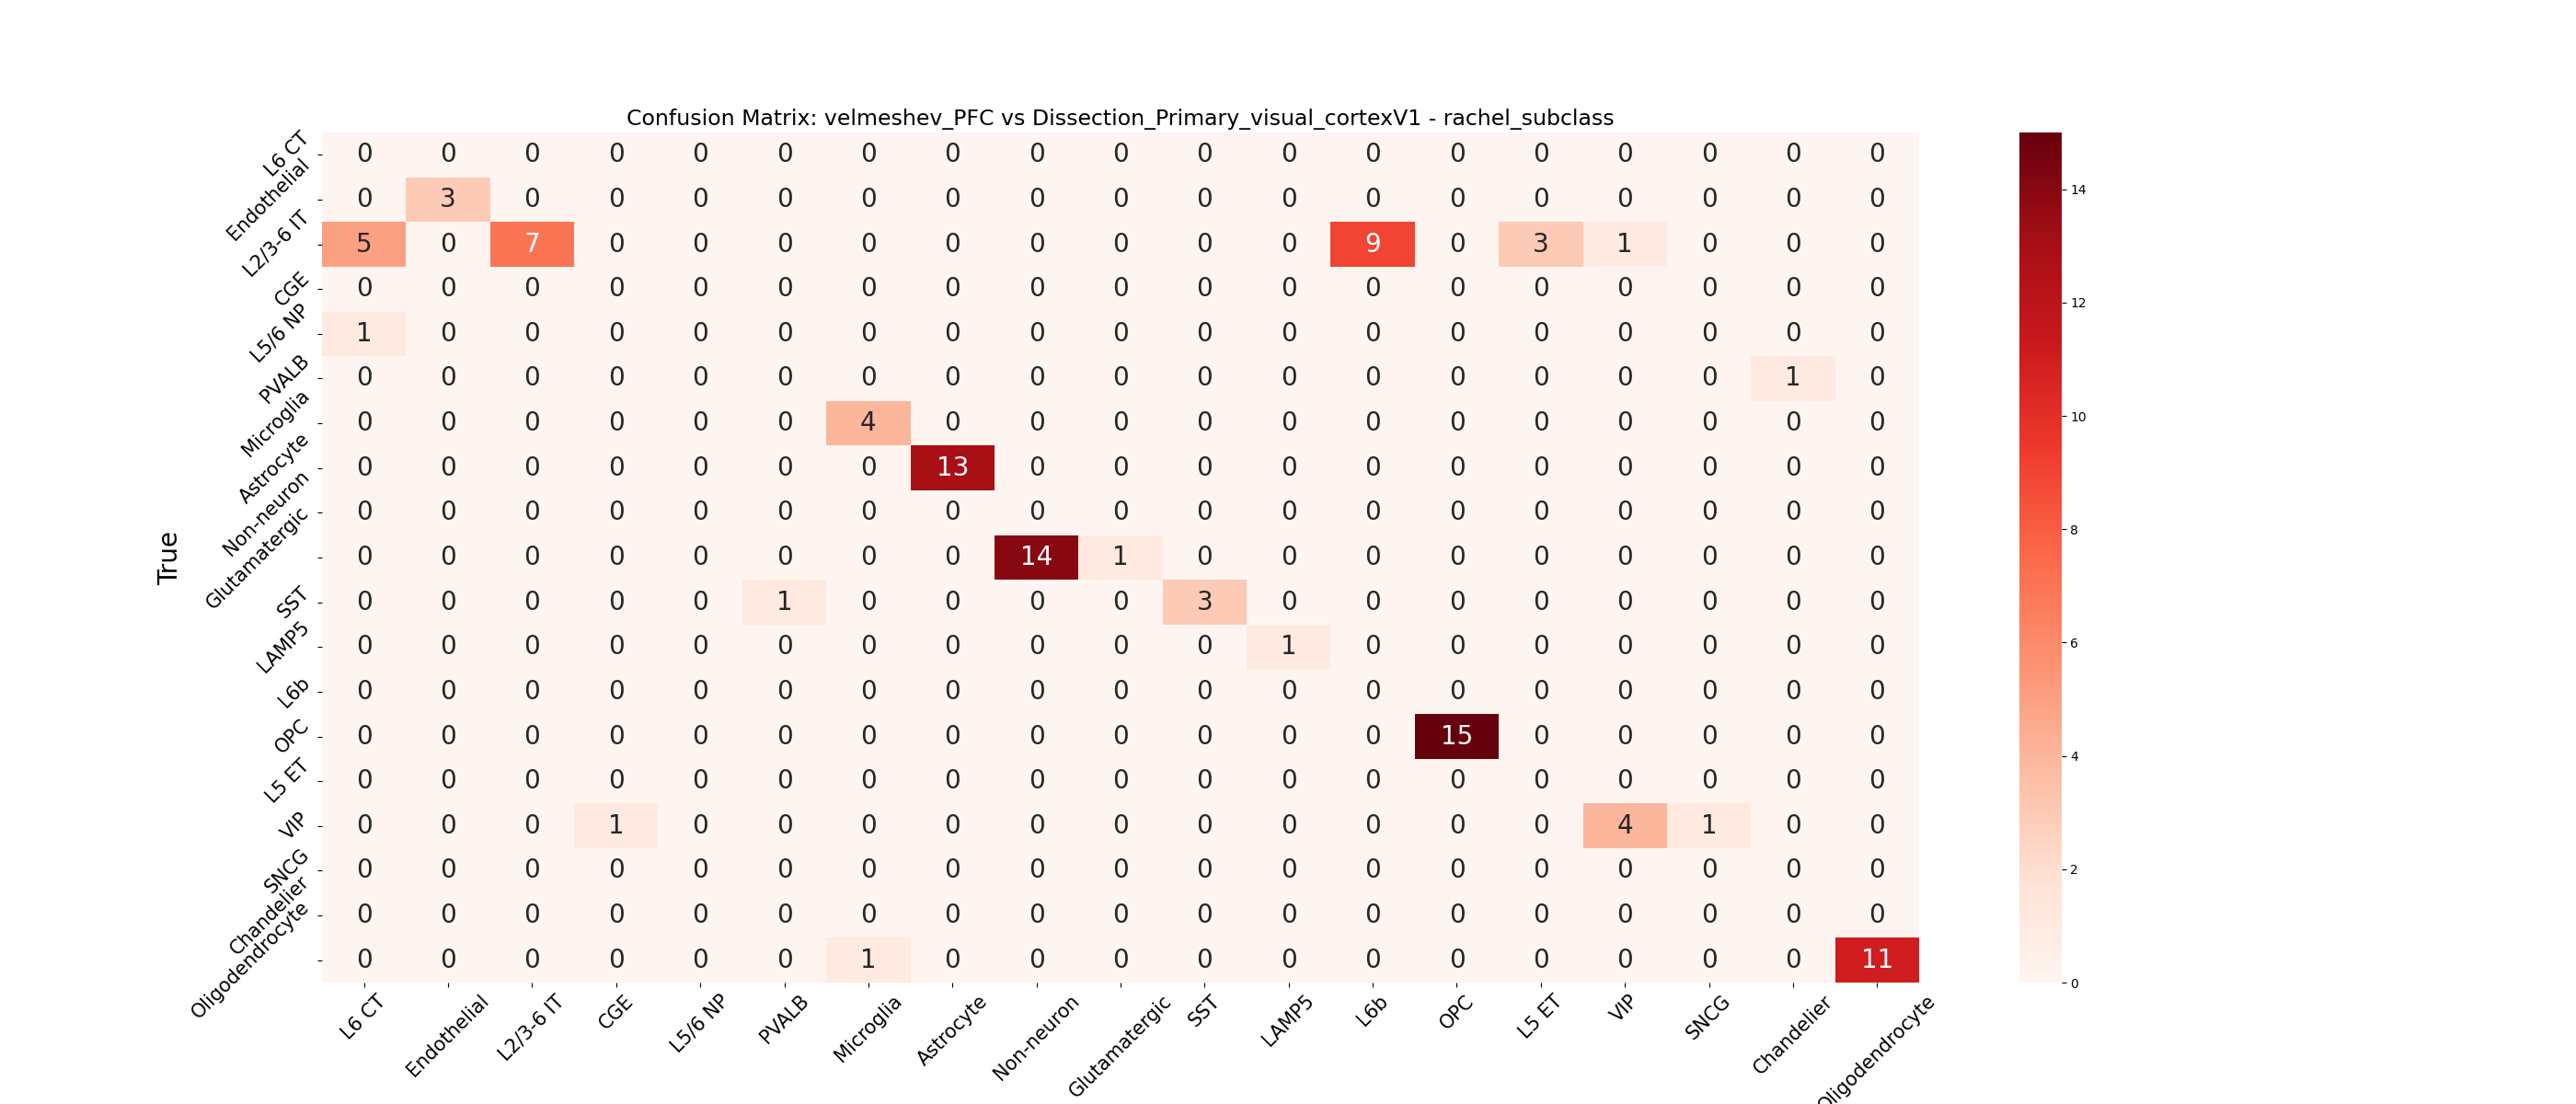 Confusion Matrix: velmeshev_PFC vs Dissection_Primary_visual_cortexV1 - rachel_subclass
True
L6 CT 0 0 0 0 0 0 0 0 0 0 0 0 0 0 0 0 0 0 0
Endothelial 0 3 0 0 0 0 0 0 0 0 0 0 0 0 0 0 0 0 0
L2/3-6 IT 5 0 7 0 0 0 0 0 0 0 0 0 9 0 3 1 0 0 0
CGE 0 0 0 0 0 0 0 0 0 0 0 0 0 0 0 0 0 0 0
L5/6 NP 1 0 0 0 0 0 0 0 0 0 0 0 0 0 0 0 0 0 0
PVALB 0 0 0 0 0 0 0 0 0 0 0 0 0 0 0 0 0 1 0
Microglia 0 0 0 0 0 0 4 0 0 0 0 0 0 0 0 0 0 0 0
Astrocyte 0 0 0 0 0 0 0 13 0 0 0 0 0 0 0 0 0 0 0
Non-neuron 0 0 0 0 0 0 0 0 0 0 0 0 0 0 0 0 0 0 0
Glutamatergic 0 0 0 0 0 0 0 0 14 1 0 0 0 0 0 0 0 0 0
SST 0 0 0 0 0 1 0 0 0 0 3 0 0 0 0 0 0 0 0
LAMP5 0 0 0 0 0 0 0 0 0 0 0 1 0 0 0 0 0 0 0
L6b 0 0 0 0 0 0 0 0 0 0 0 0 0 0 0 0 0 0 0
OPC 0 0 0 0 0 0 0 0 0 0 0 0 0 15 0 0 0 0 0
L5 ET 0 0 0 0 0 0 0 0 0 0 0 0 0 0 0 0 0 0 0
VIP 0 0 0 1 0 0 0 0 0 0 0 0 0 0 0 4 1 0 0
SNCG 0 0 0 0 0 0 0 0 0 0 0 0 0 0 0 0 0 0 0
Chandelier 0 0 0 0 0 0 0 0 0 0 0 0 0 0 0 0 0 0 0
Oligodendrocyte 0 0 0 0 0 0 1 0 0 0 0 0 0 0 0 0 0 0 11
L6 CT Endothelial L2/3-6 IT CGE L5/6 NP PVALB Microglia Astrocyte Non-neuron Glutamatergic SST LAMP5 L6b OPC L5 ET VIP SNCG Chandelier Oligodendrocyte
14
12
10
8
6
4
2
0